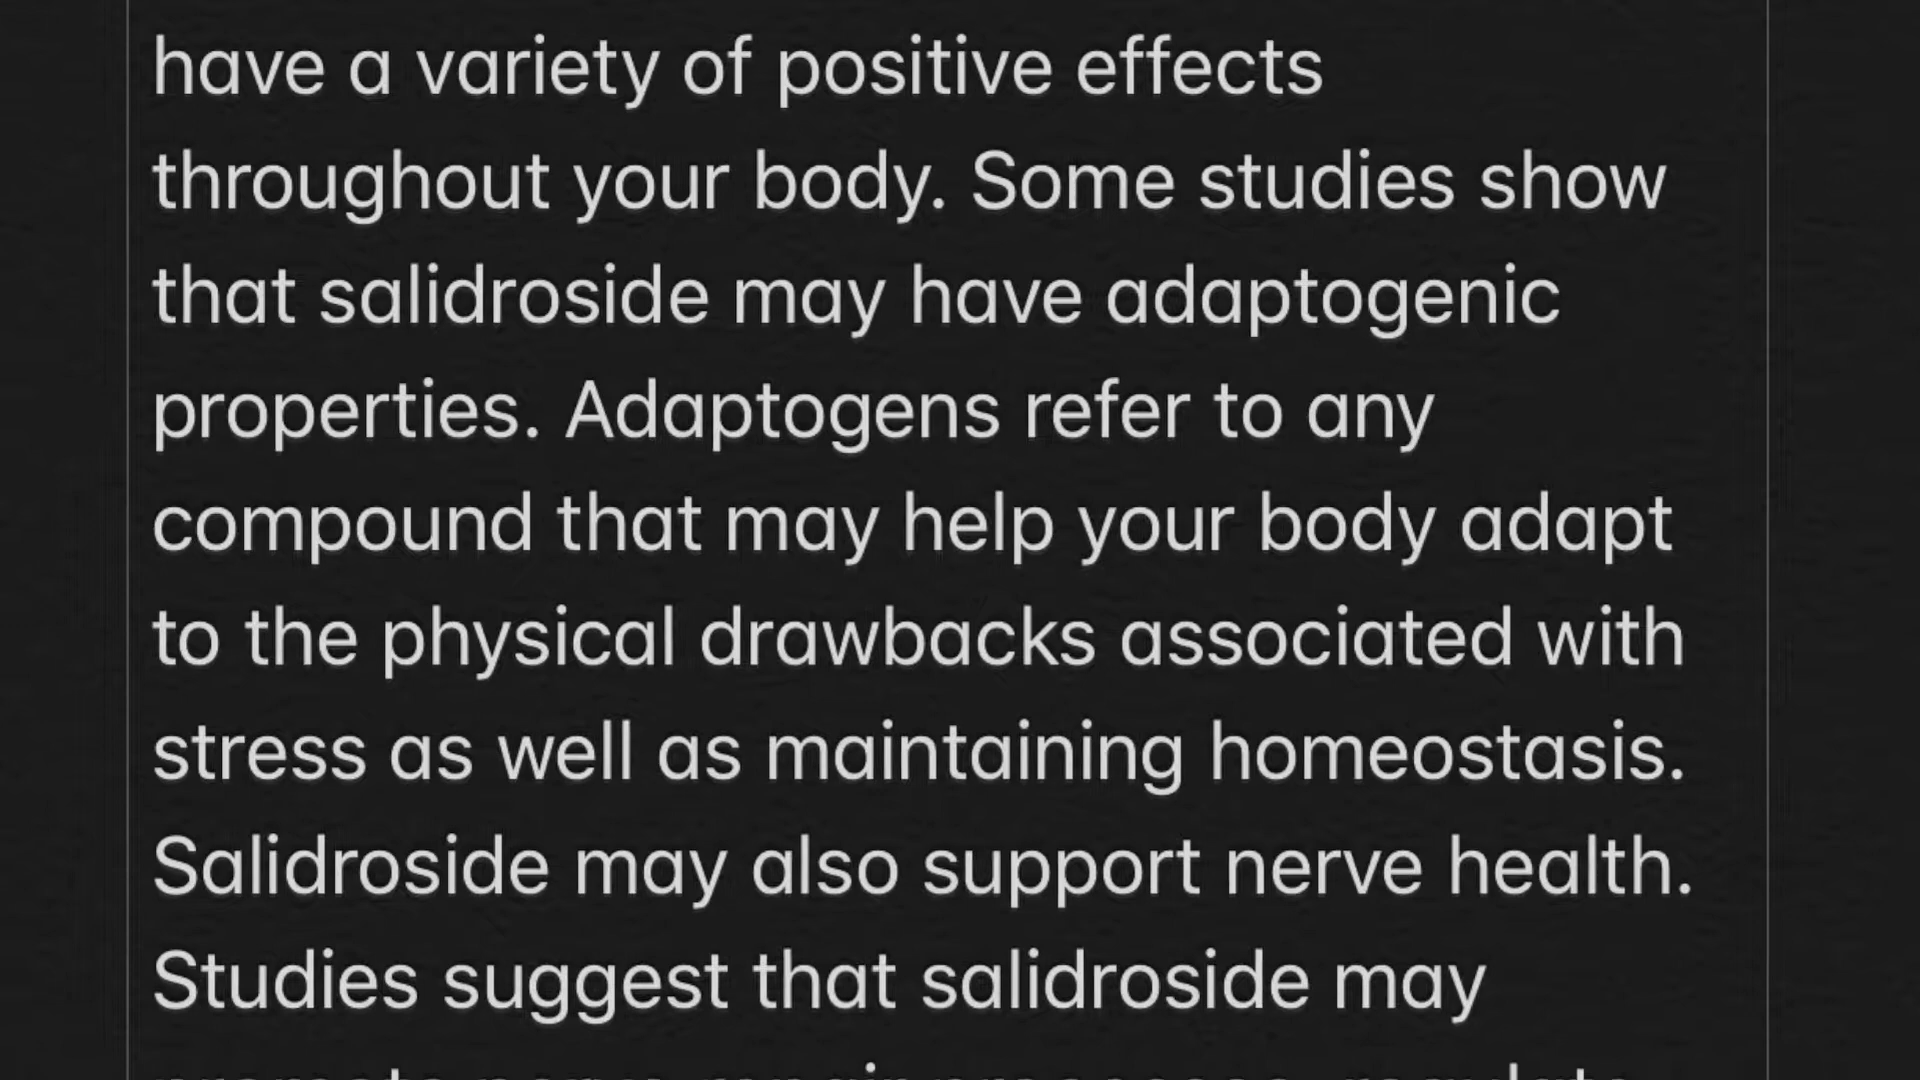 have a variety of positive effects
throughout your body. Some studies show
that salidroside may have adaptogenic
properties. Adaptogens refer to any
compound that may help your body adapt
to the physical drawbacks associated with
stress as well as maintaining homeostasis.
Salidroside may also support nerve health.
Studies suggest that salidroside may